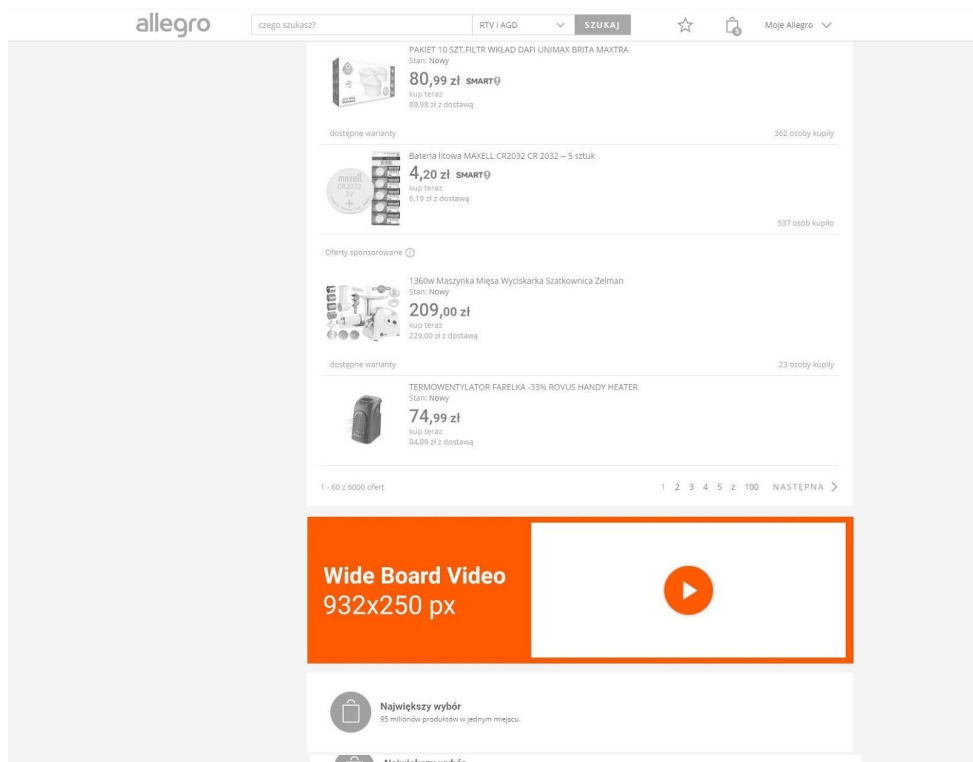 allegro
czego szukasz?
RTV i AGD
SZUKAJ
5
Moje Allegro
PAKIET 10 SZT.FILTR WKŁAD DAFI UNIMAX BRITA MAXTRA
Stan: Nowy
80,99 zł SMART
kup teraz
89,98 zł z dostawą
dostępne warianty
362 osoby kupiły
Bateria litowa MAXELL CR2032 CR 2032 -- 5 sztuk
maxell
CR2032
3V
+
4,20 zł SMART
kup teraz
6,19 zł z dostawą
537 osób kupiło
Oferty sponsorowane
1360w Maszynka Mięsa Wyciskarka Szatkownica Zelman
Stan: Nowy
209,00 zł
kup teraz
229,00 zł z dostawą
dostępne warianty
23 osoby kupiły
TERMOWENTYLATOR FARELKA -33% ROVUS HANDY HEATER
Stan: Nowy
74,99 zł
kup teraz
84,89 zł z dostawą
1 - 60 z 6000 ofert
1 2 3 4 5 z 100 NASTĘPNA
Wide Board Video
932x250 px
Największy wybór
95 milionów produktów w jednym miejscu.
Największy wybór